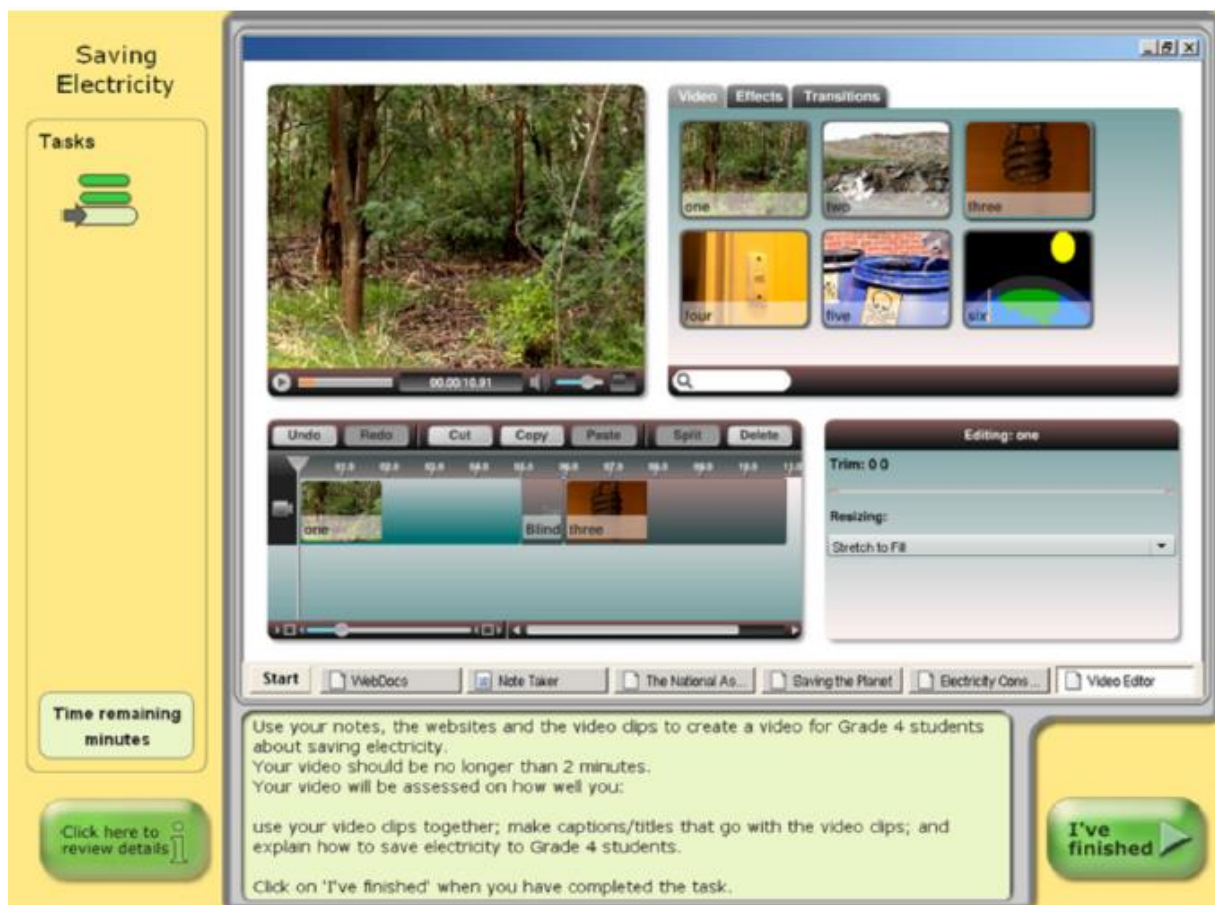 Saving
Electricity
Tasks
Time remaining
minutes
Click here to
review details
Video Effects Transitions
one two three
four five six
00.00/10.91
Undo Redo Cut Copy Paste Split Delete
one Blind three
Editing: one
Trim: 0 0
Resizing:
Stretch to Fill
Start WebDocs Note Taker The National As... Saving the Planet Electricity Cons ... Video Editor
Use your notes, the websites and the video clips to create a video for Grade 4 students
about saving electricity.
Your video should be no longer than 2 minutes.
Your video will be assessed on how well you:
use your video clips together; make captions/titles that go with the video clips; and
explain how to save electricity to Grade 4 students.
Click on 'I've finished' when you have completed the task.
I've
finished